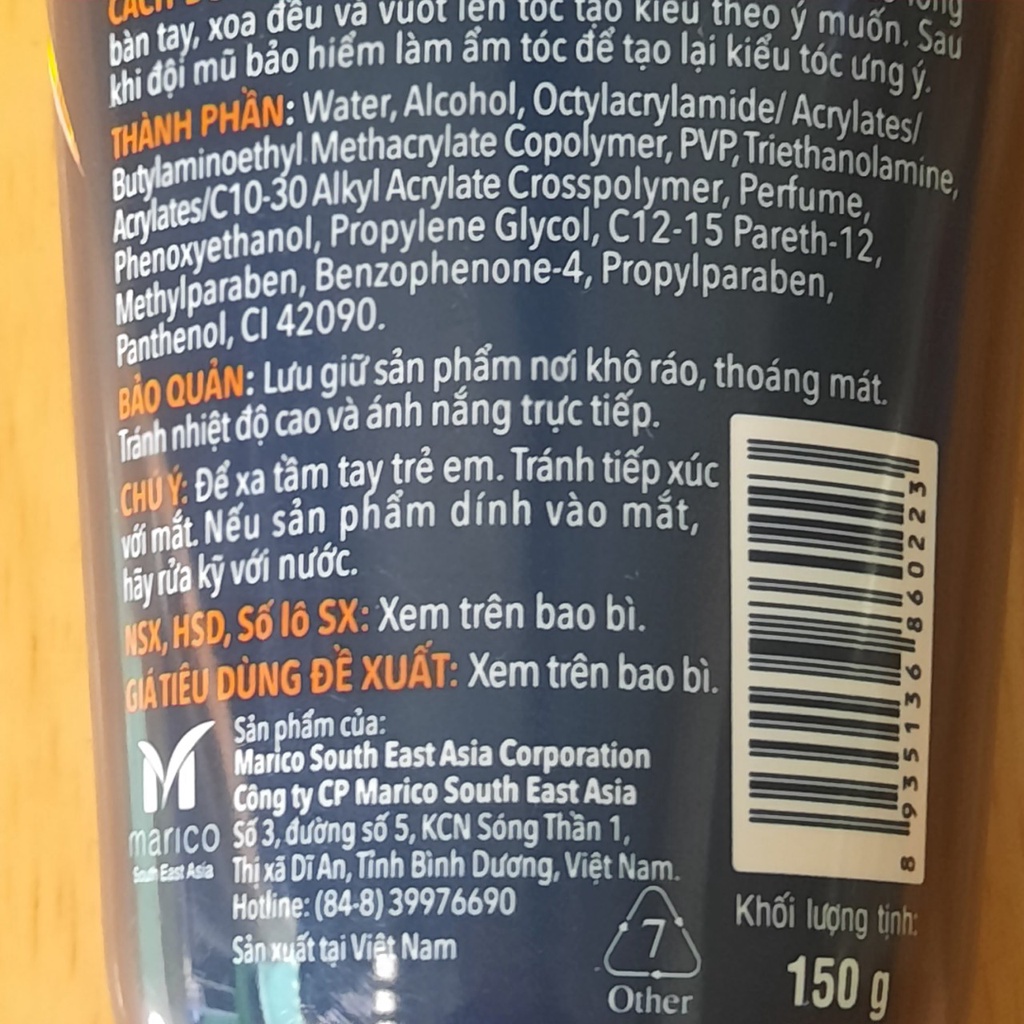 bàn tay, xoa đều và vuốt lên tóc tạo kiểu theo ý muốn. Sau
khi đội mũ bảo hiểm làm ẩm tóc để tạo lại kiểu tóc ưng ý.
THÀNH PHẦN: Water, Alcohol, Octylacrylamide/ Acrylates/
Butylaminoethyl Methacrylate Copolymer, PVP, Triethanolamine,
Acrylates/C10-30 Alkyl Acrylate Crosspolymer, Perfume,
Phenoxyethanol, Propylene Glycol, C12-15 Pareth-12,
Methylparaben, Benzophenone-4, Propylparaben,
Panthenol, CI 42090.
BẢO QUẢN: Lưu giữ sản phẩm nơi khô ráo, thoáng mát.
Tránh nhiệt độ cao và ánh nắng trực tiếp.
CHÚ Ý: Để xa tầm tay trẻ em. Tránh tiếp xúc
với mắt. Nếu sản phẩm dính vào mắt,
hãy rửa kỹ với nước.
NSX, HSD, Số lô SX: Xem trên bao bì.
GIÁ TIÊU DÙNG ĐỀ XUẤT: Xem trên bao bì.
Sản phẩm của:
Marico South East Asia Corporation
Công ty CP Marico South East Asia
Số 3, đường số 5, KCN Sóng Thần 1,
Thị xã Dĩ An, Tỉnh Bình Dương, Việt Nam.
Hotline: (84-8) 39976690
Sản xuất tại Việt Nam
marico
South East Asia
7
Other
8 935136 860223
Khối lượng tịnh:
150 g